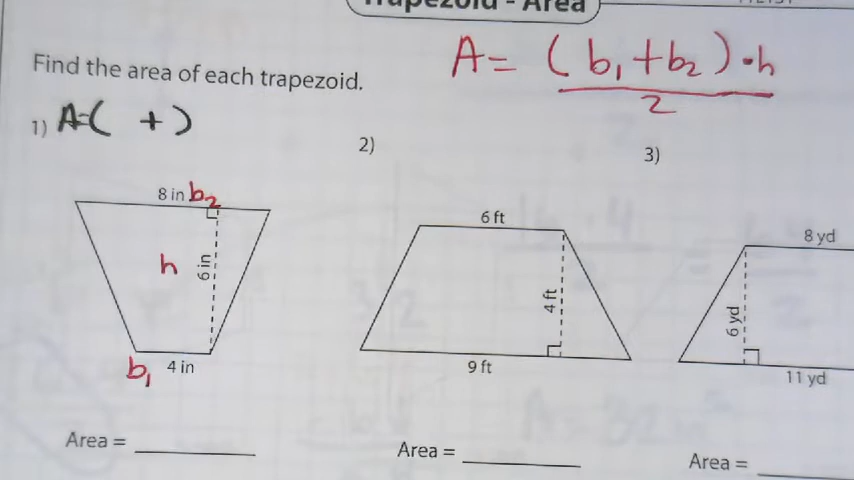 Trapezoid - Area
A = (b₁ + b₂) · h
2
Find the area of each trapezoid.
1) A=( + )
2)
3)
8 in b₂
h
6 in
b₁ 4 in
6 ft
4 ft
9 ft
8 yd
6 yd
11 yd
Area =
Area =
Area =